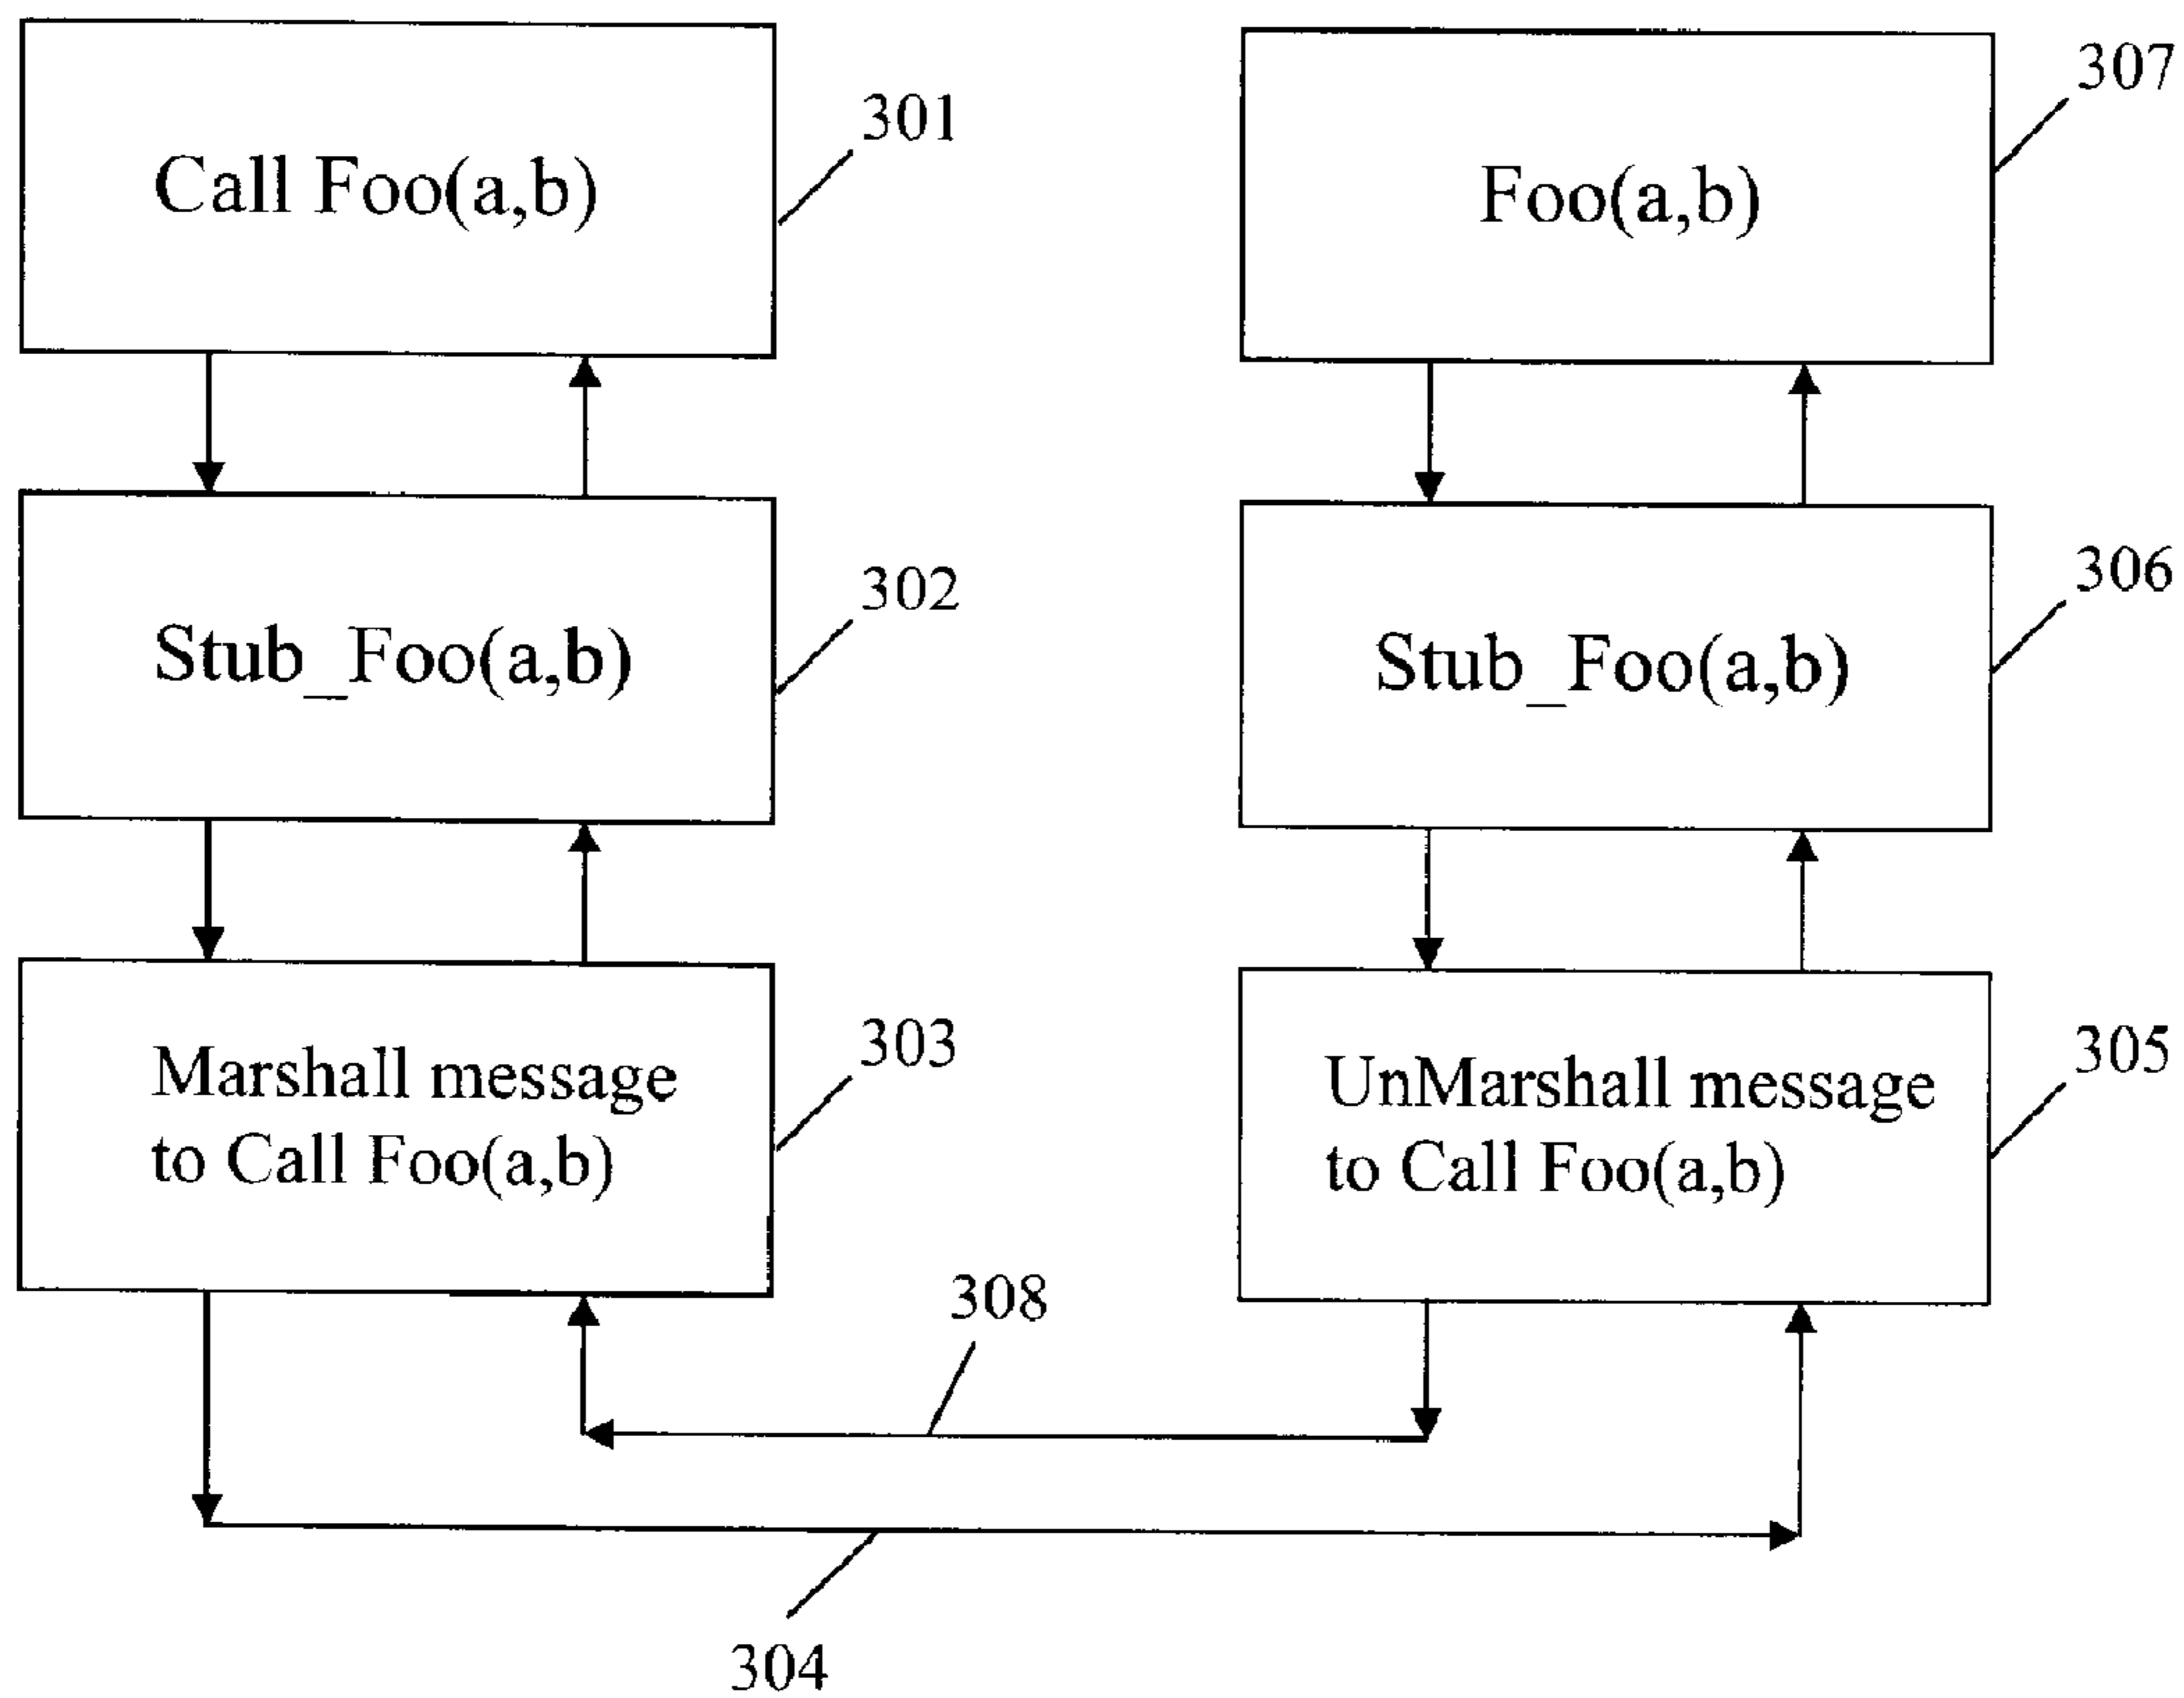 Call Foo(a,b)
301
Stub_Foo(a,b)
302
Marshall message
to Call Foo(a,b)
303
Foo(a,b)
307
Stub_Foo(a,b)
306
UnMarshall message
to Call Foo(a,b)
305
308
304